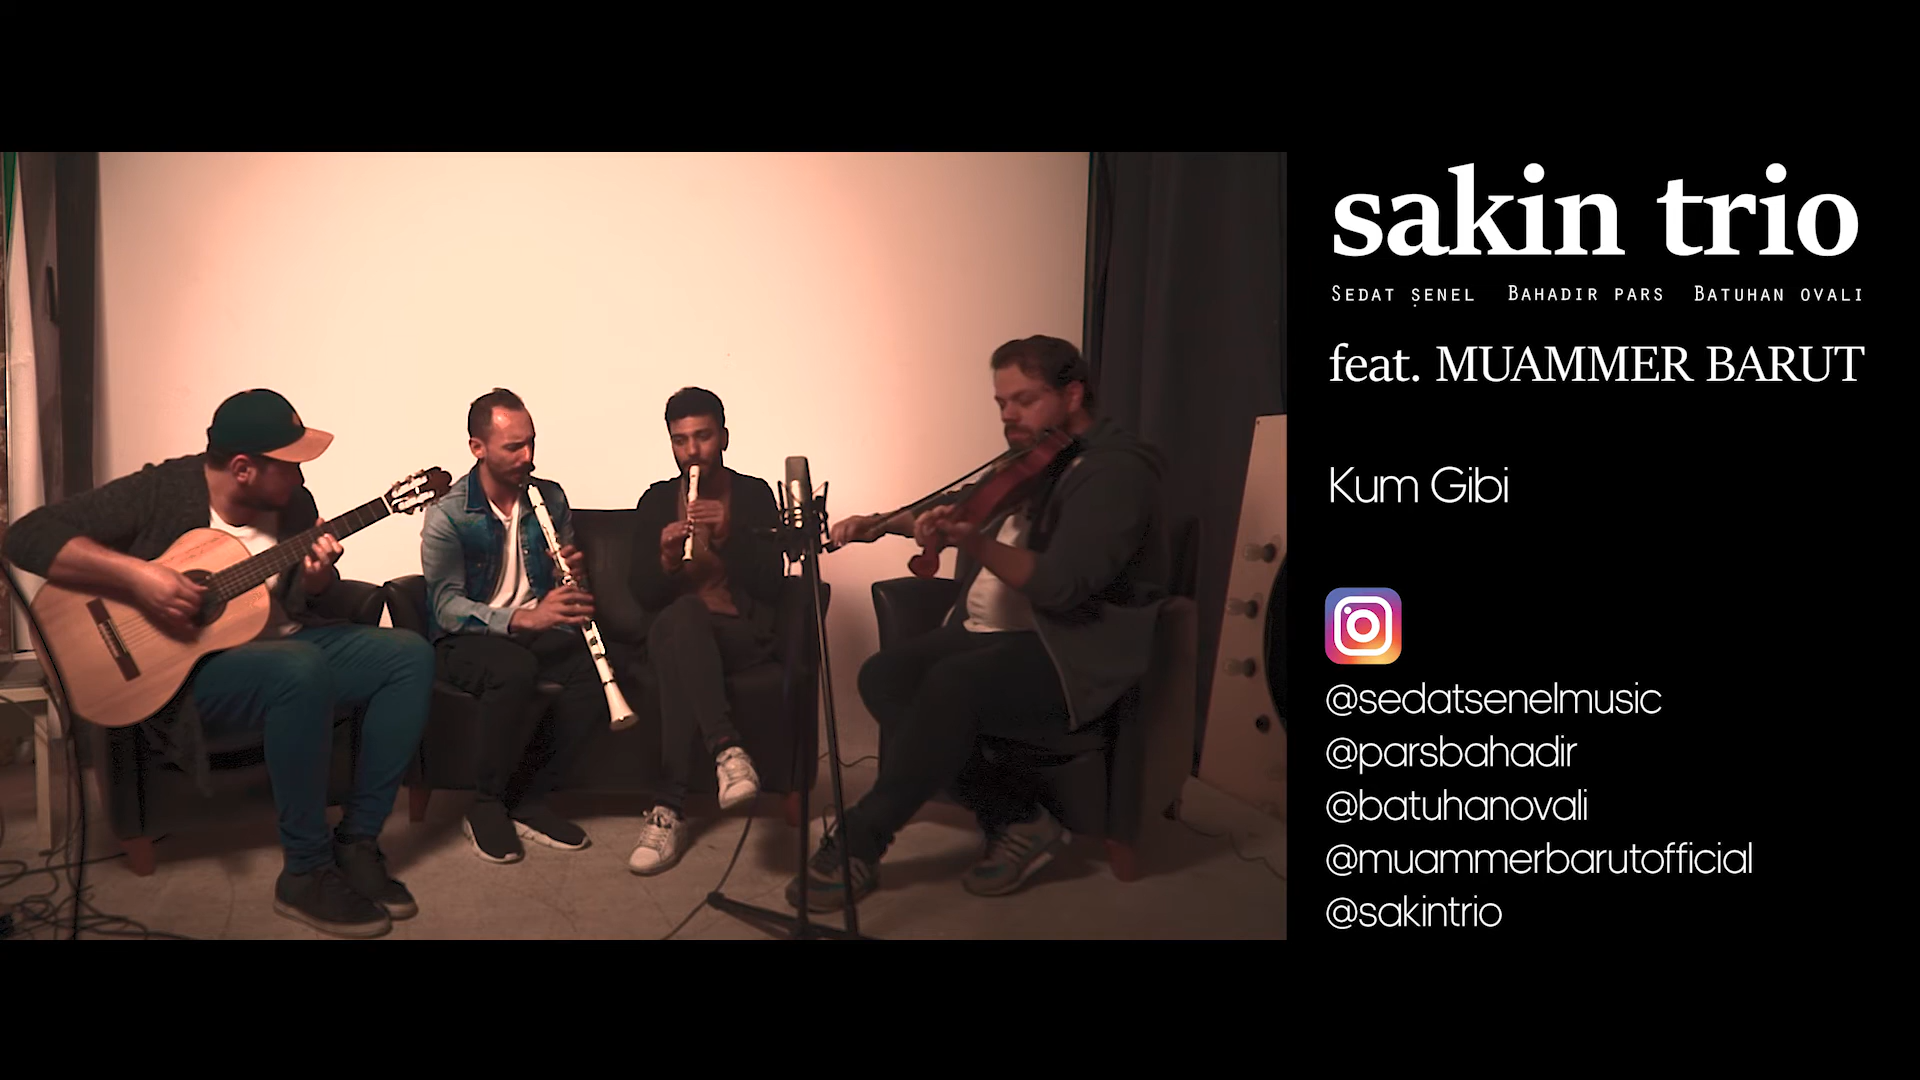 sakin trio
SEDAT ŞENEL BAHADIR PARS BATUHAN OVALI
feat. MUAMMER BARUT
Kum Gibi
@sedatsenelmusic
@parsbahadir
@batuhanovali
@muammerbarutofficial
@sakintrio